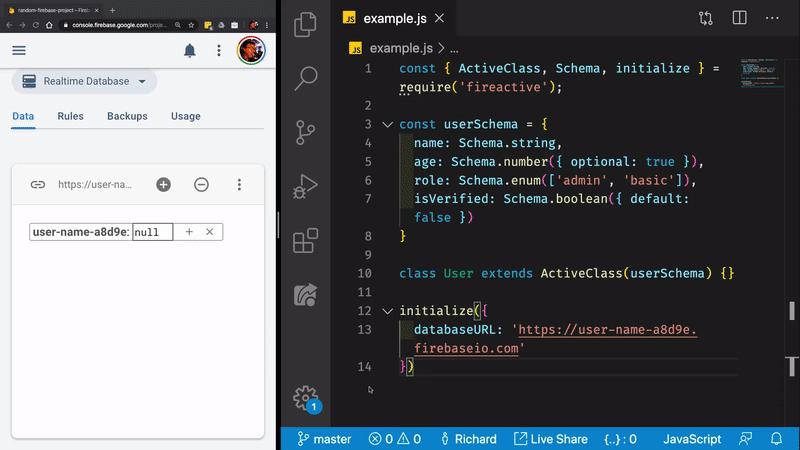 random-firebase-project – Fire
console.firebase.google.com/proje...
Realtime Database
Data Rules Backups Usage
https://user-na...
user-name-a8d9e: null
JS example.js
JS example.js > ...
1 const { ActiveClass, Schema, initialize } =
require('fireactive');
2
3 const userSchema = {
4 name: Schema.string,
5 age: Schema.number({ optional: true }),
6 role: Schema.enum(['admin', 'basic']),
7 isVerified: Schema.boolean({ default:
false })
8 }
9
10 class User extends ActiveClass(userSchema) {}
11
12 initialize({
13 databaseURL: 'https://user-name-a8d9e.
firebaseio.com'
14 })
1
master 0 0 Richard Live Share {..} : 0 JavaScript